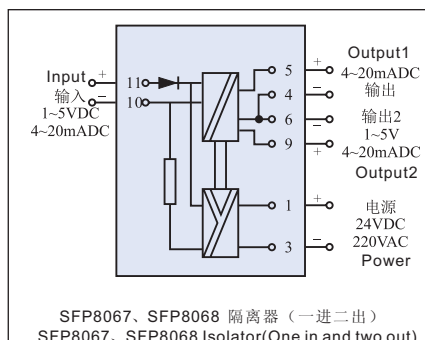 Input
输入
1~5VDC
4~20mADC
+
−
11
10
5
4
6
9
1
3
+
−
−
+
+
−
Output1
4~20mADC
输出
输出2
1~5V
4~20mADC
Output2
电源
24VDC
220VAC
Power
SFP8067、SFP8068 隔离器（一进二出）
SFP8067、SFP8068 Isolator(One in and two out)